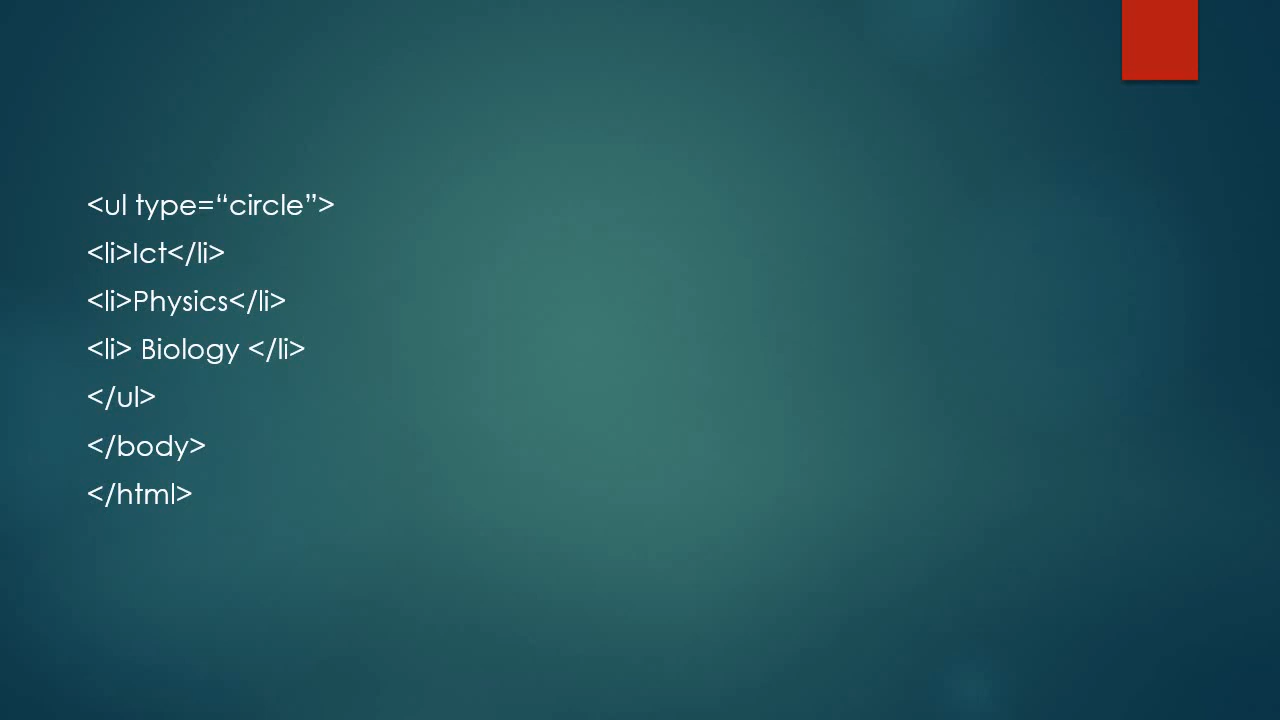 <ul type=“circle”>
<li>Ict</li>
<li>Physics</li>
<li> Biology </li>
</ul>
</body>
</html>